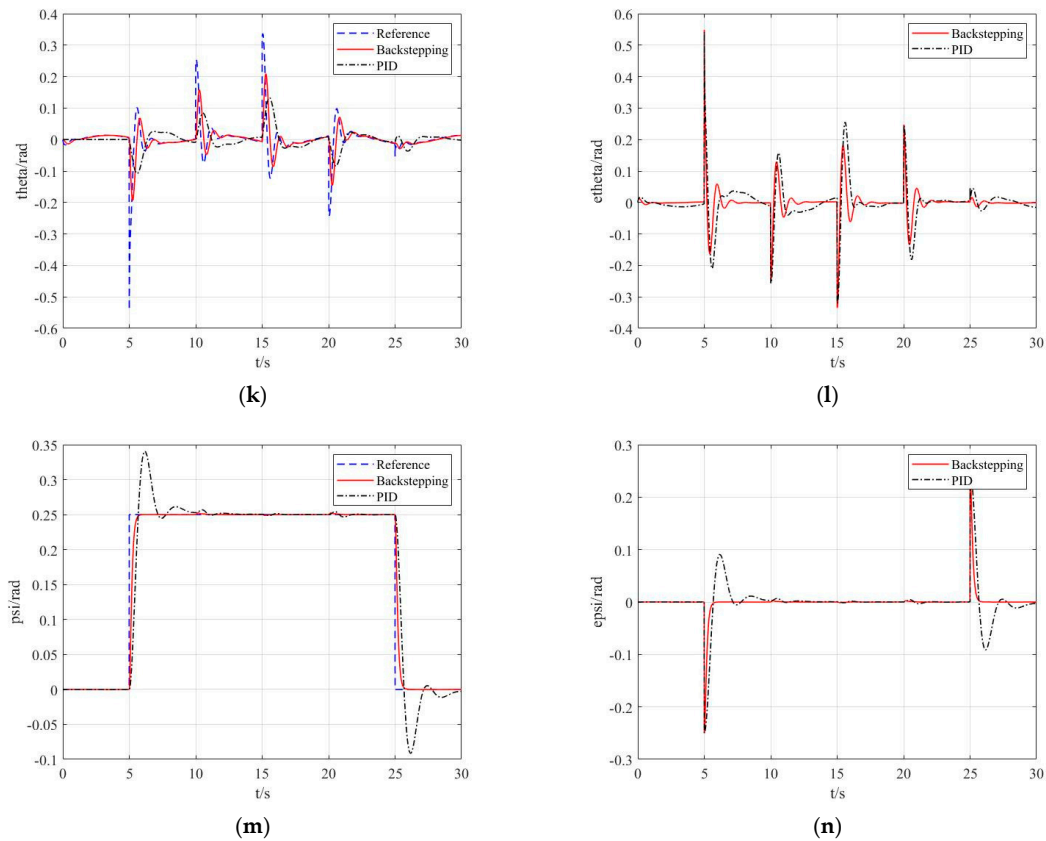 0.4
0.3
0.2
0.1
0
-0.1
-0.2
-0.3
-0.4
-0.5
-0.6
theta/rad
Reference
Backstepping
PID
0 5 10 15 20 25 30
t/s
(k)
0.6
0.5
0.4
0.3
0.2
0.1
0
-0.1
-0.2
-0.3
-0.4
etheta/rad
Backstepping
PID
0 5 10 15 20 25 30
t/s
(l)
0.35
0.3
0.25
0.2
0.15
0.1
0.05
0
-0.05
-0.1
psi/rad
Reference
Backstepping
PID
0 5 10 15 20 25 30
t/s
(m)
0.3
0.2
0.1
0
-0.1
-0.2
-0.3
epsi/rad
Backstepping
PID
0 5 10 15 20 25 30
t/s
(n)